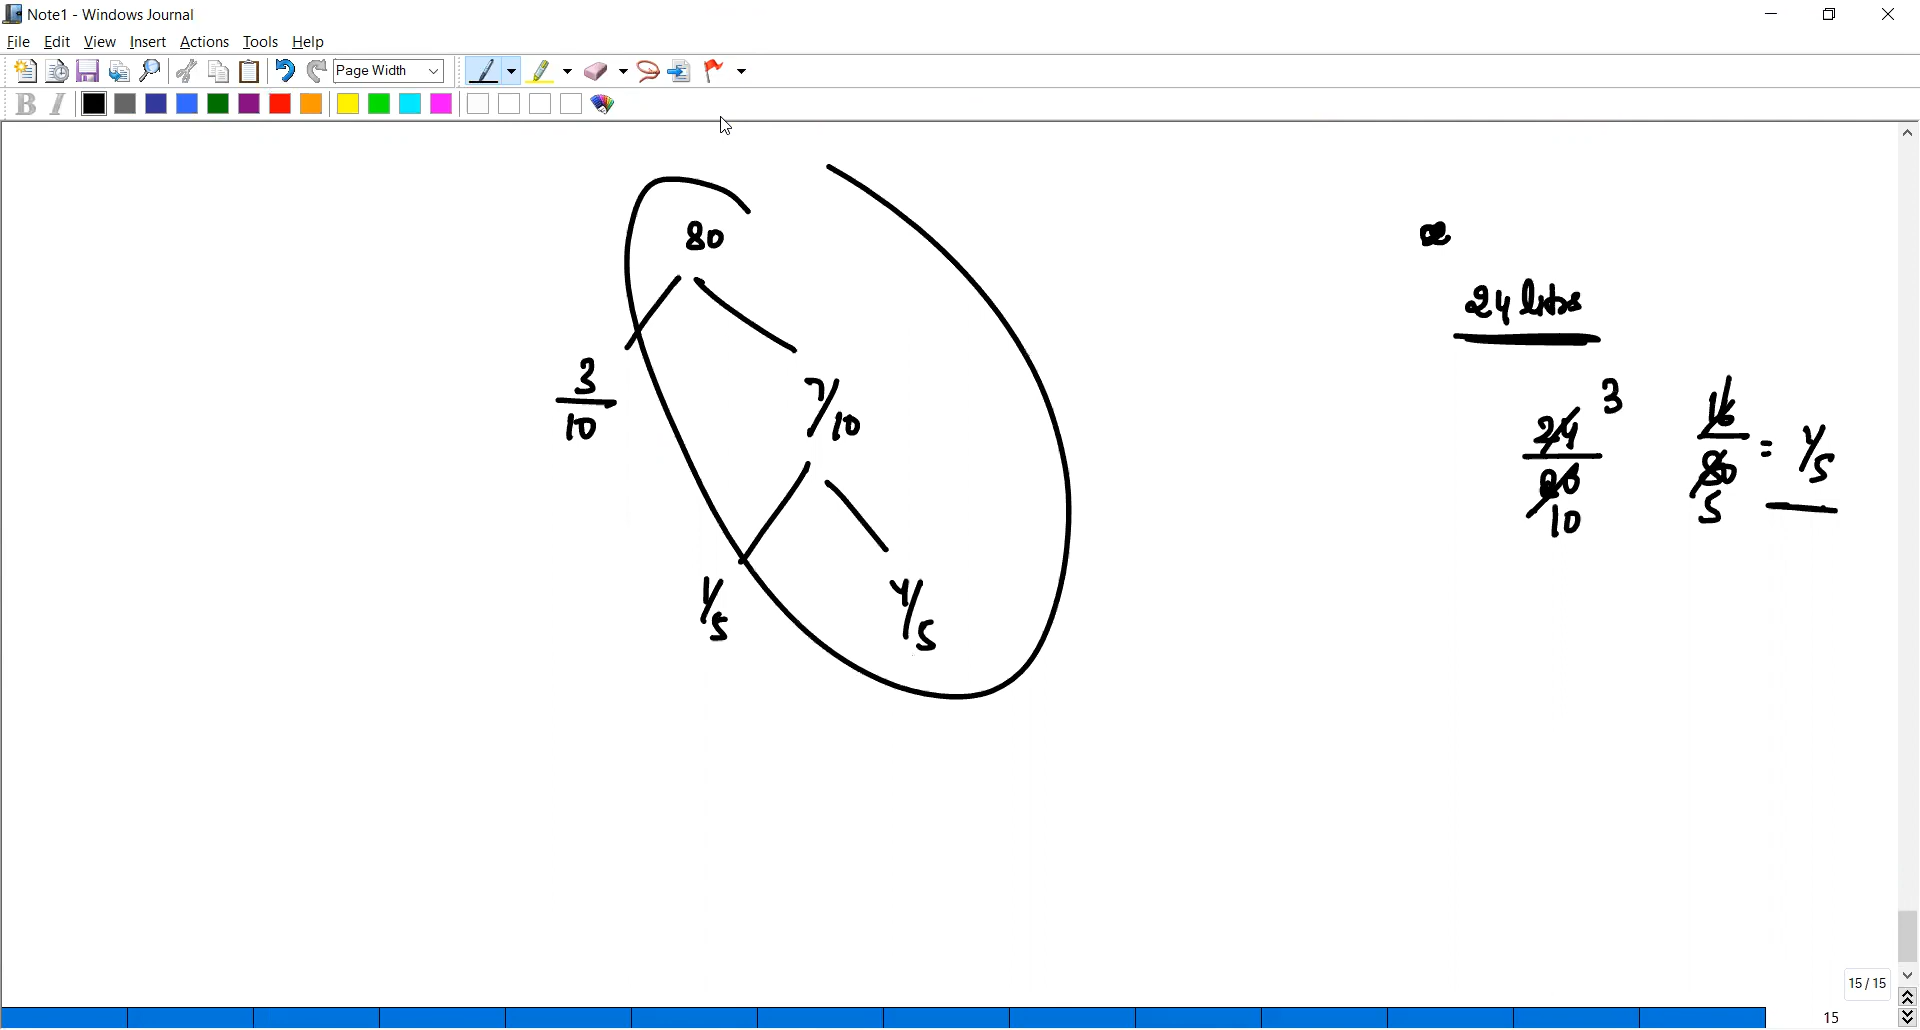 Note1 - Windows Journal
File Edit View Insert Actions Tools Help
Page Width
B I
80
3
10
7/10
1/5
4/5
x
24 litre
24 3
80
10
16
80 = 1/5
5
15 / 15
15